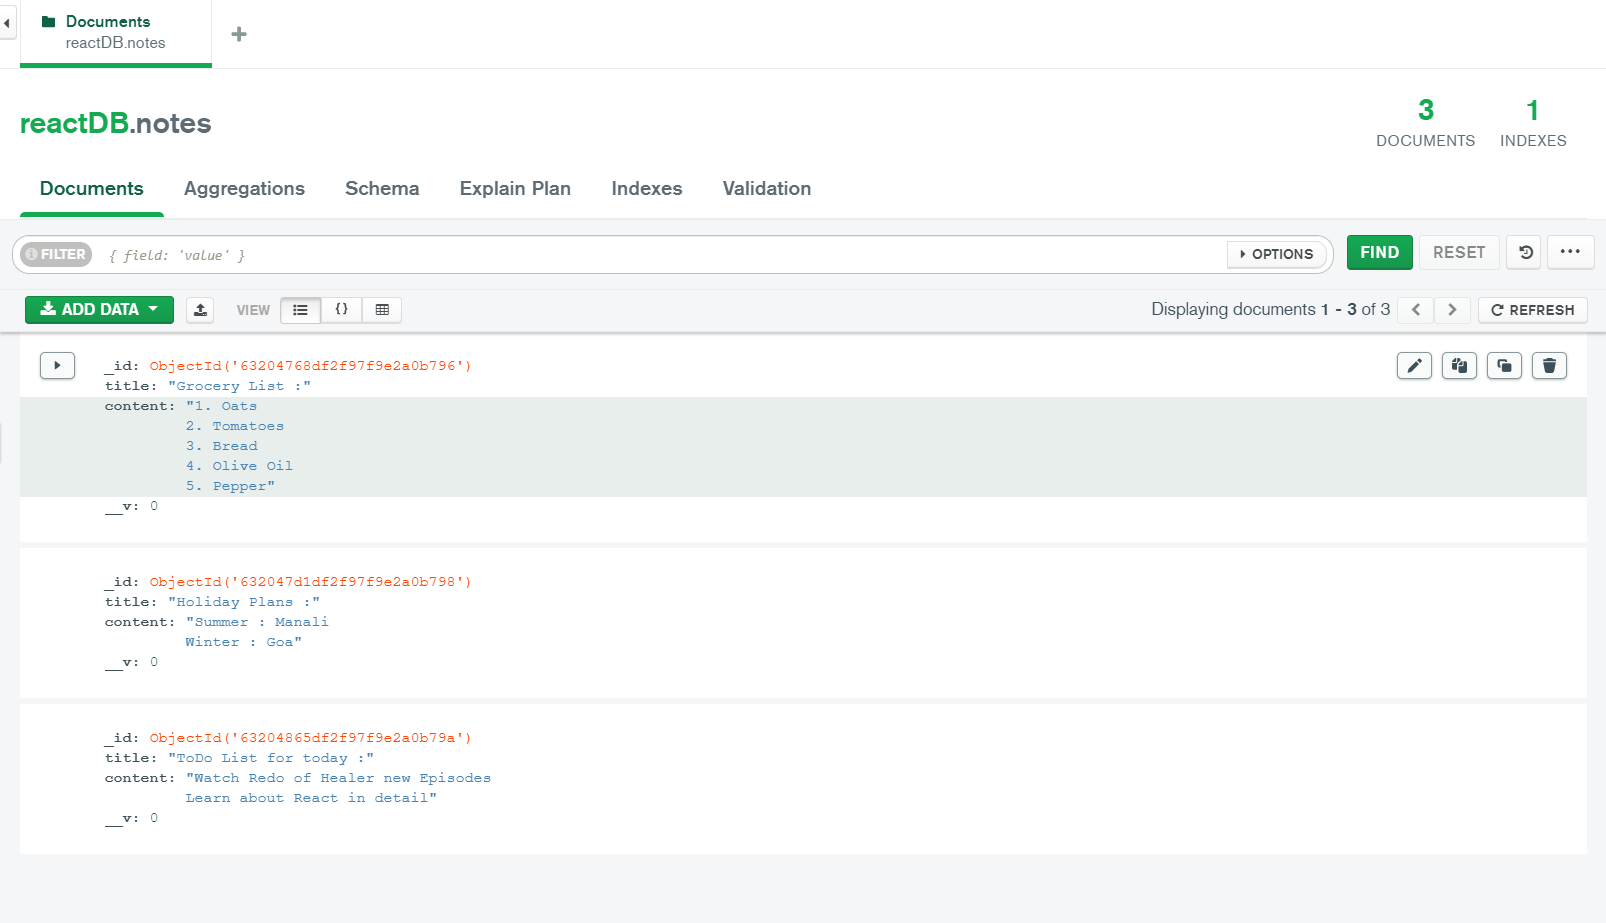 Documents
reactDB.notes
reactDB.notes
3
DOCUMENTS
1
INDEXES
Documents Aggregations Schema Explain Plan Indexes Validation
FILTER { field: 'value' } OPTIONS FIND RESET
ADD DATA VIEW { } Displaying documents 1 - 3 of 3 REFRESH
_id: ObjectId('63204768df2f97f9e2a0b796')
title: "Grocery List :"
content: "1. Oats
2. Tomatoes
3. Bread
4. Olive Oil
5. Pepper"
__v: 0
_id: ObjectId('632047d1df2f97f9e2a0b798')
title: "Holiday Plans :"
content: "Summer : Manali
Winter : Goa"
__v: 0
_id: ObjectId('63204865df2f97f9e2a0b79a')
title: "ToDo List for today :"
content: "Watch Redo of Healer new Episodes
Learn about React in detail"
__v: 0